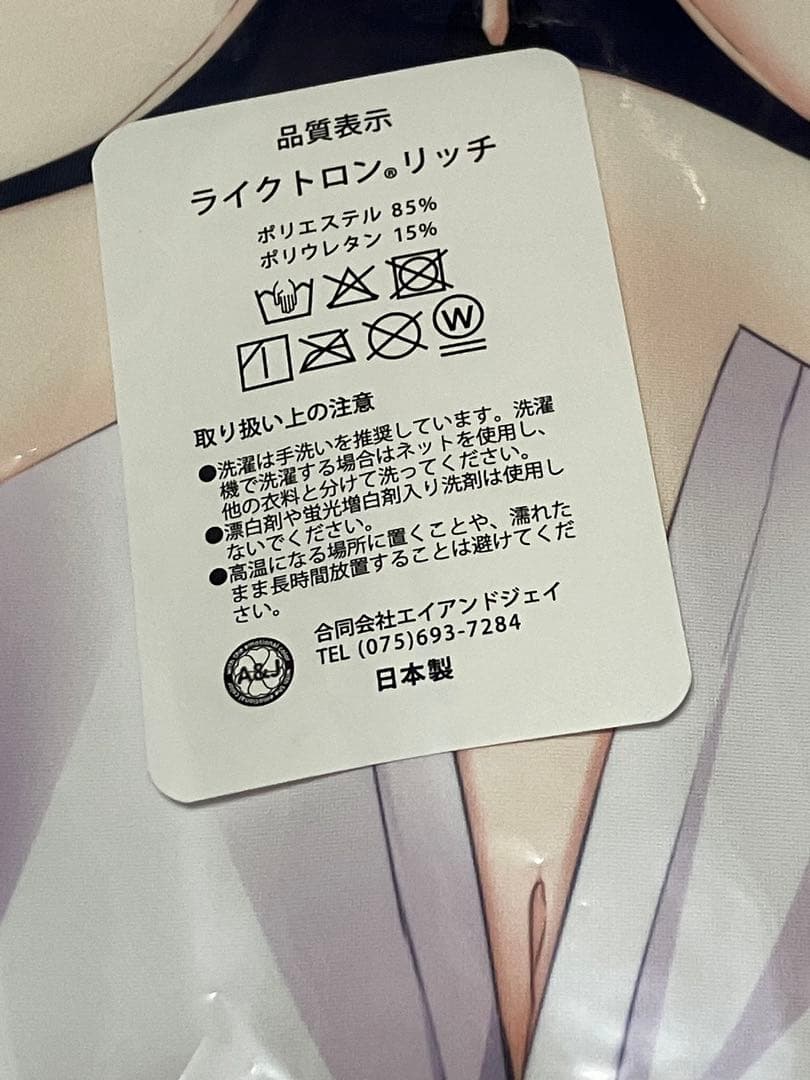 品質表示
ライクトロン®リッチ
ポリエステル 85%
ポリウレタン 15%
W
取り扱い上の注意
●洗濯は手洗いを推奨しています。洗濯
機で洗濯する場合はネットを使用し、
他の衣料と分けて洗ってください。
●漂白剤や蛍光増白剤入り洗剤は使用し
ないでください。
●高温になる場所に置くことや、濡れた
まま長時間放置することは避けてくだ
さい。
合同会社エイアンドジェイ
TEL (075)693-7284
日本製
A&J